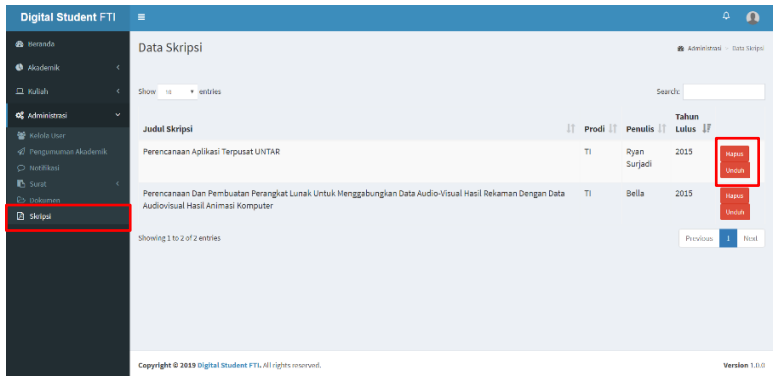 Digital Student FTI
Beranda
Akademik
Kuliah
Administrasi
Kelola User
Pengumuman Akademik
Notifikasi
Surat
Dokumen
Skripsi
Data Skripsi
Administrasi > Data Skripsi
Show 10 entries
Search:
Judul Skripsi Prodi Penulis Tahun Lulus
Perencanaan Aplikasi Terpusat UNTAR TI Ryan Surjadi 2015
Hapus
Unduh
Perencanaan Dan Pembuatan Perangkat Lunak Untuk Menggabungkan Data Audio-Visual Hasil Rekaman Dengan Data TI Bella 2015
Audiovisual Hasil Animasi Komputer
Hapus
Unduh
Showing 1 to 2 of 2 entries
Previous 1 Next
Copyright © 2019 Digital Student FTI. All rights reserved.
Version 1.0.0